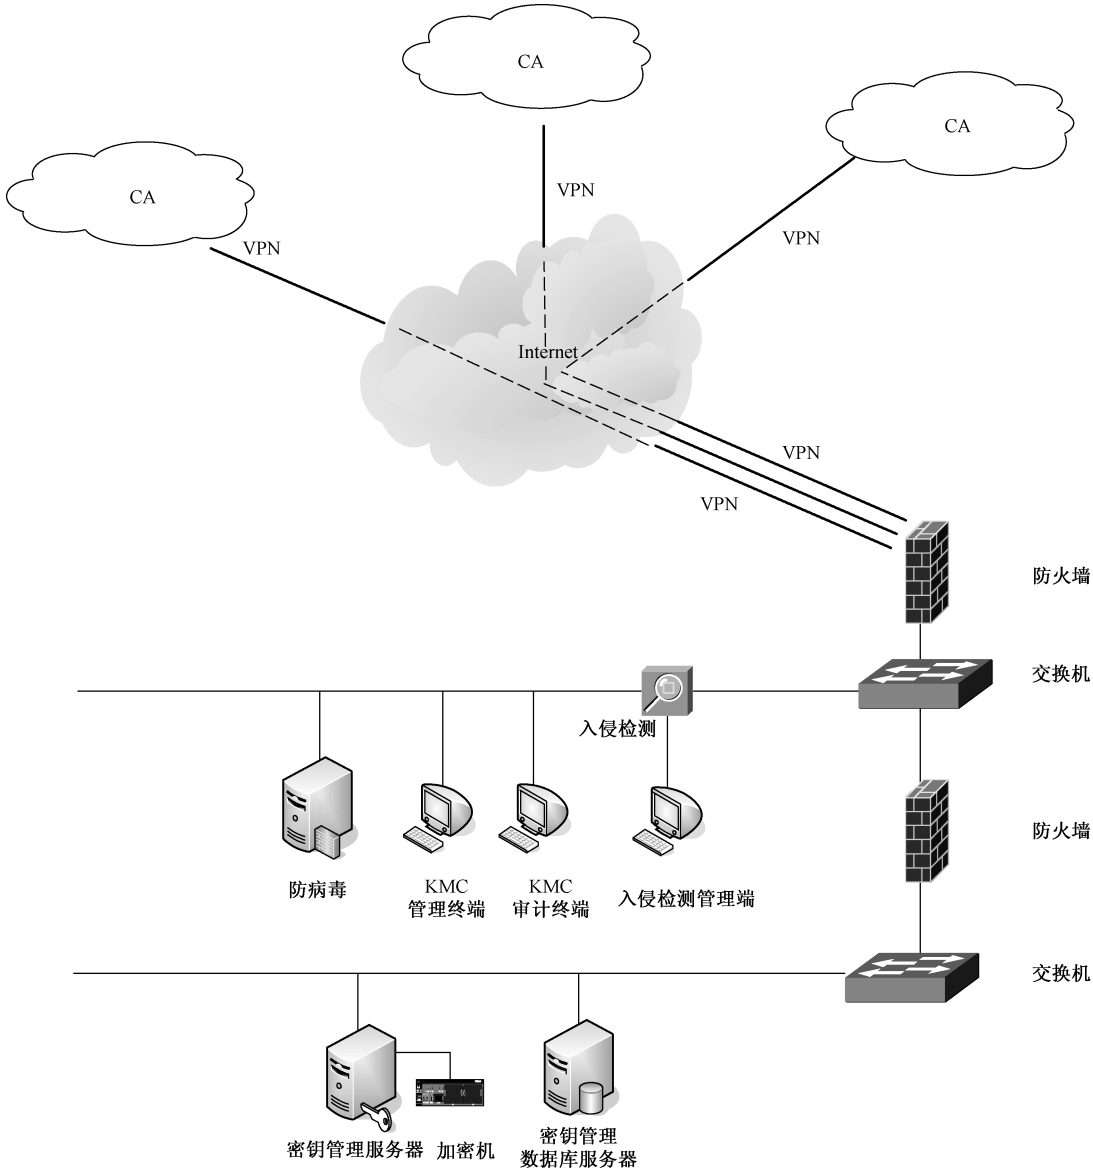 CA
CA
CA
VPN
VPN
VPN
Internet
VPN
VPN
防火墙
交换机
入侵检测
防火墙
防病毒
KMC
管理终端
KMC
审计终端
入侵检测管理端
交换机
密钥管理服务器
加密机
密钥管理
数据库服务器